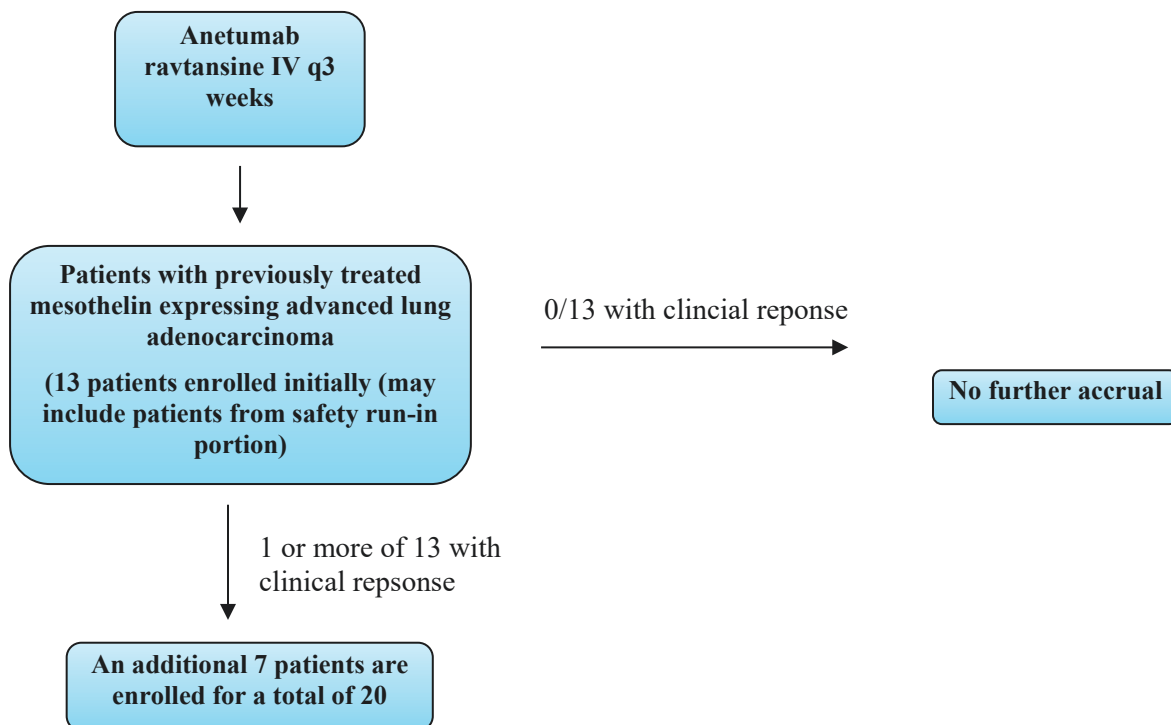 Anetumab
ravtansine IV q3
weeks
Patients with previously treated
mesothelin expressing advanced lung
adenocarcinoma
(13 patients enrolled initially (may
include patients from safety run-in
portion)
0/13 with clincial reponse
No further accrual
1 or more of 13 with
clinical repsonse
An additional 7 patients are
enrolled for a total of 20